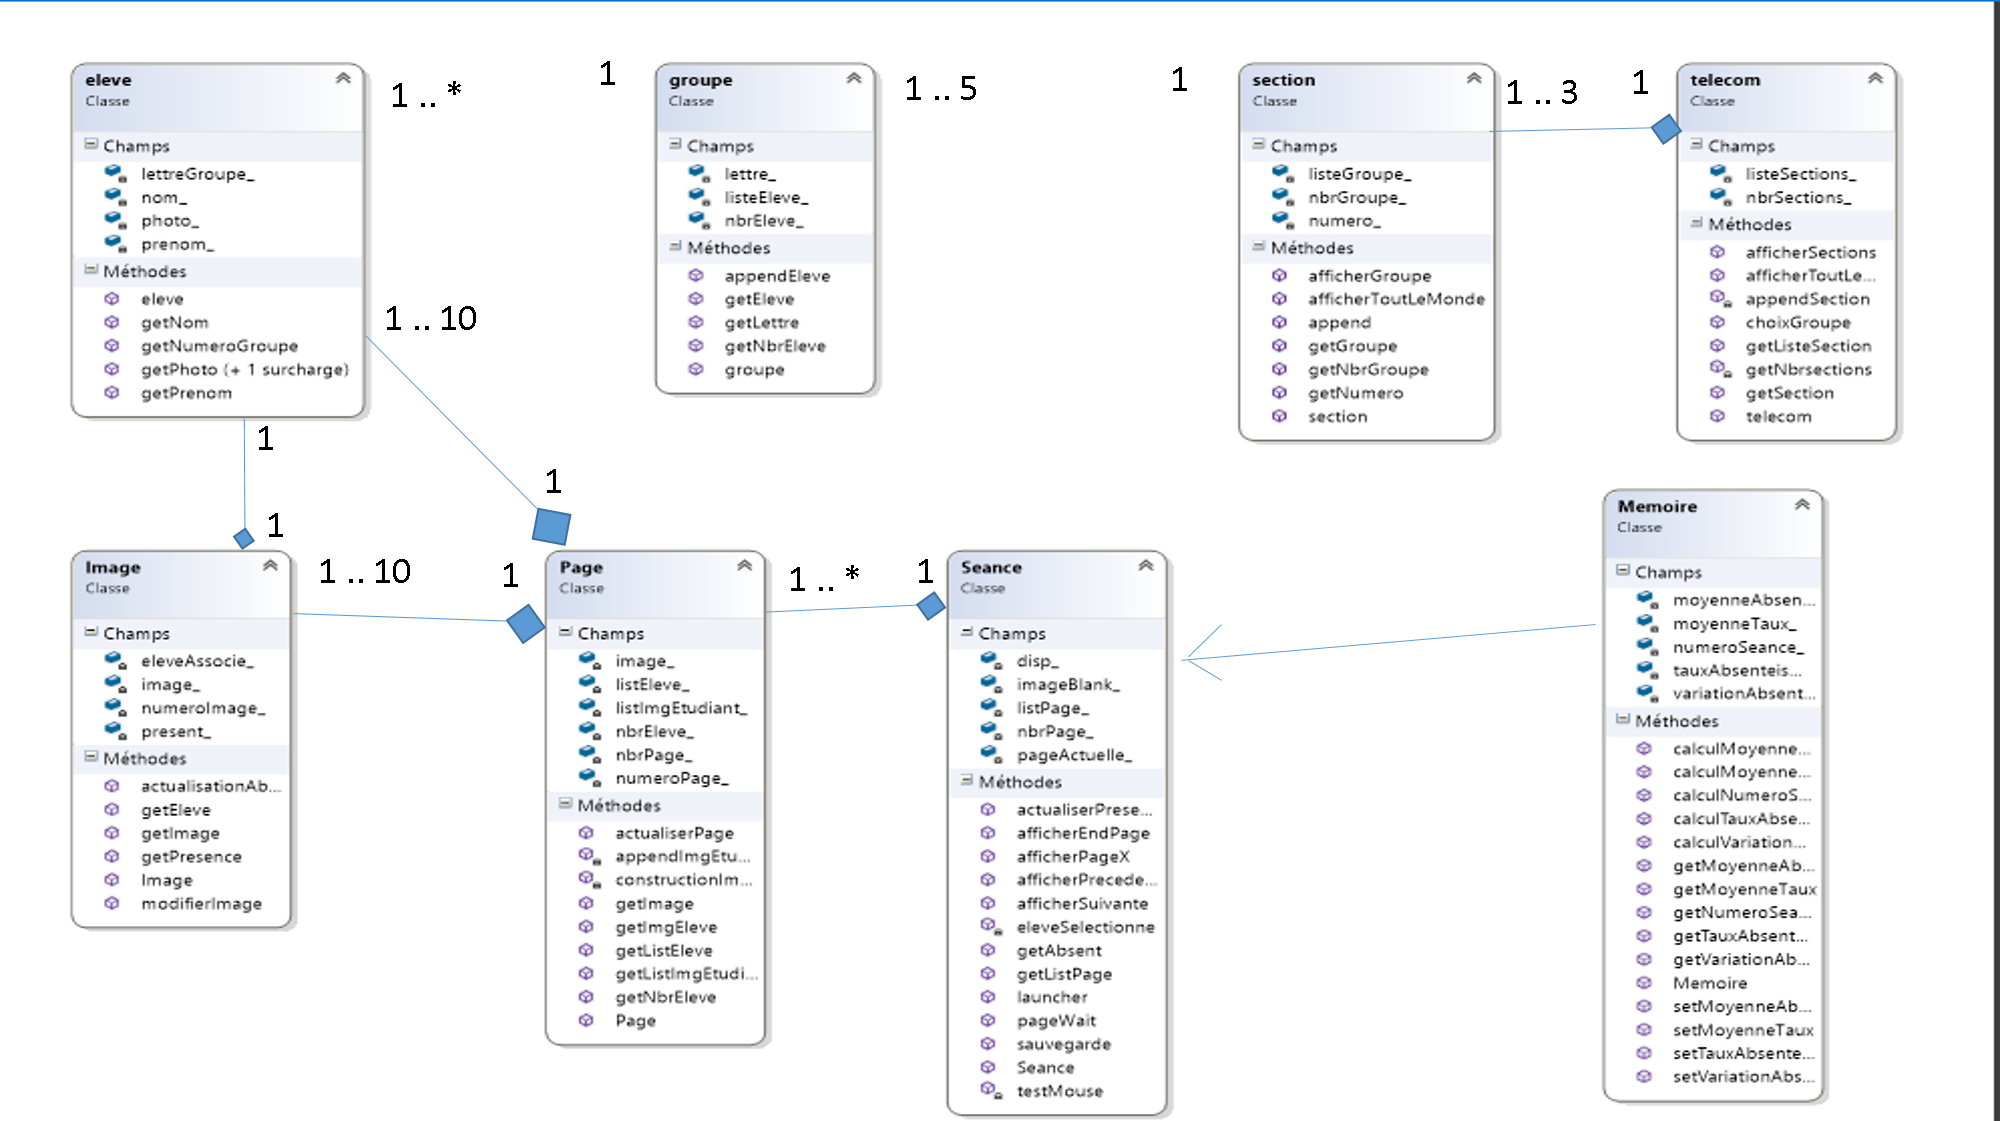 eleve
Classe
Champs
lettreGroupe_
nom_
photo_
prenom_
Méthodes
eleve
getNom
getNumeroGroupe
getPhoto (+ 1 surcharge)
getPrenom
1 .. *
1
groupe
Classe
Champs
lettre_
listeEleve_
nbrEleve_
Méthodes
appendEleve
getEleve
getLettre
getNbrEleve
groupe
1 .. 5
1
section
Classe
Champs
listeGroupe_
nbrGroupe_
numero_
Méthodes
afficherGroupe
afficherToutLeMonde
append
getGroupe
getNbrGroupe
getNumero
section
1 .. 3
1
telecom
Classe
Champs
listeSections_
nbrSections_
Méthodes
afficherSections
afficherToutLe...
appendSection
choixGroupe
getListeSection
getNbrsections
getSection
telecom
1 .. 10
1
1
1
Image
Classe
Champs
eleveAssocie_
image_
numeroImage_
present_
Méthodes
actualisationAb...
getEleve
getImage
getPresence
Image
modifierImage
1 .. 10
1
Page
Classe
Champs
image_
listEleve_
listImgEtudiant_
nbrEleve_
nbrPage_
numeroPage_
Méthodes
actualiserPage
appendImgEtu...
constructionIm...
getImage
getImgEleve
getListEleve
getListImgEtudi...
getNbrEleve
Page
1 .. *
1
Seance
Classe
Champs
disp_
imageBlank_
listPage_
nbrPage_
pageActuelle_
Méthodes
actualiserPrese...
afficherEndPage
afficherPageX
afficherPrecede...
afficherSuivante
eleveSelectionne
getAbsent
getListPage
launcher
pageWait
sauvegarde
Seance
testMouse
Memoire
Classe
Champs
moyenneAbsen...
moyenneTaux_
numeroSeance_
tauxAbsenteis...
variationAbsent...
Méthodes
calculMoyenne...
calculMoyenne...
calculNumeroS...
calculTauxAbse...
calculVariation...
getMoyenneAb...
getMoyenneTaux
getNumeroSea...
getTauxAbsent...
getVariationAb...
Memoire
setMoyenneAb...
setMoyenneTaux
setTauxAbsente...
setVariationAbs...